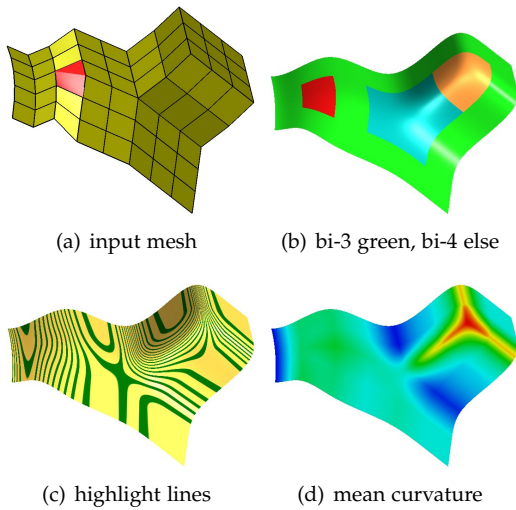 (a) input mesh
(b) bi-3 green, bi-4 else
(c) highlight lines
(d) mean curvature